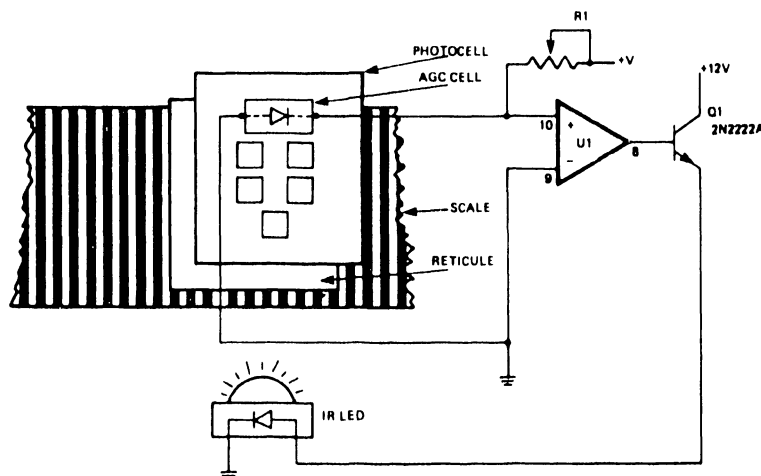 R1
PHOTOCELL
AGC CELL
+V
+12V
Q1
2N2222A
10
+
U1
8
−
9
SCALE
RETICULE
IR LED